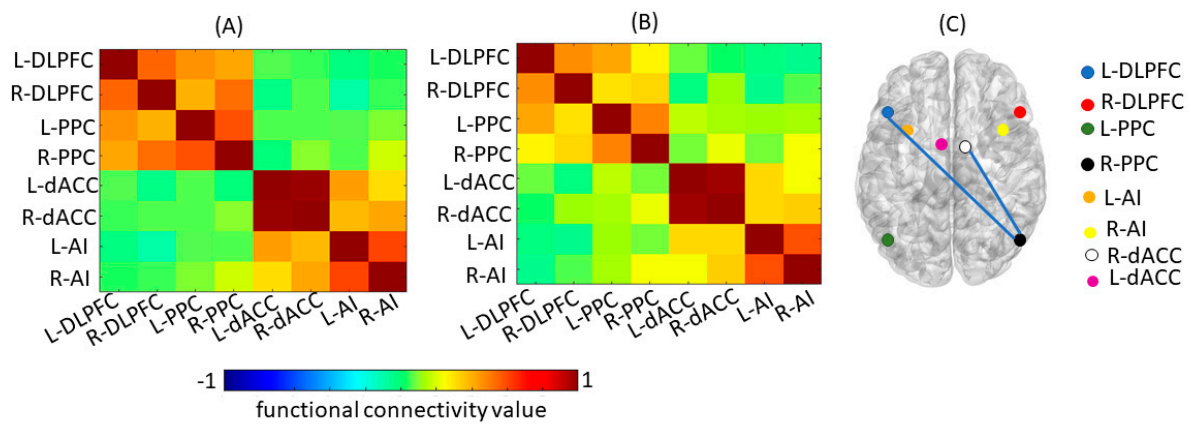 (A)
L-DLPFC
R-DLPFC
L-PPC
R-PPC
L-dACC
R-dACC
L-AI
R-AI
L-DLPFC
R-DLPFC
L-PPC
R-PPC
L-dACC
R-dACC
L-AI
R-AI
(B)
L-DLPFC
R-DLPFC
L-PPC
R-PPC
L-dACC
R-dACC
L-AI
R-AI
L-DLPFC
R-DLPFC
L-PPC
R-PPC
L-dACC
R-dACC
L-AI
R-AI
(C)
L-DLPFC
R-DLPFC
L-PPC
R-PPC
L-AI
R-AI
R-dACC
L-dACC
-1
1
functional connectivity value